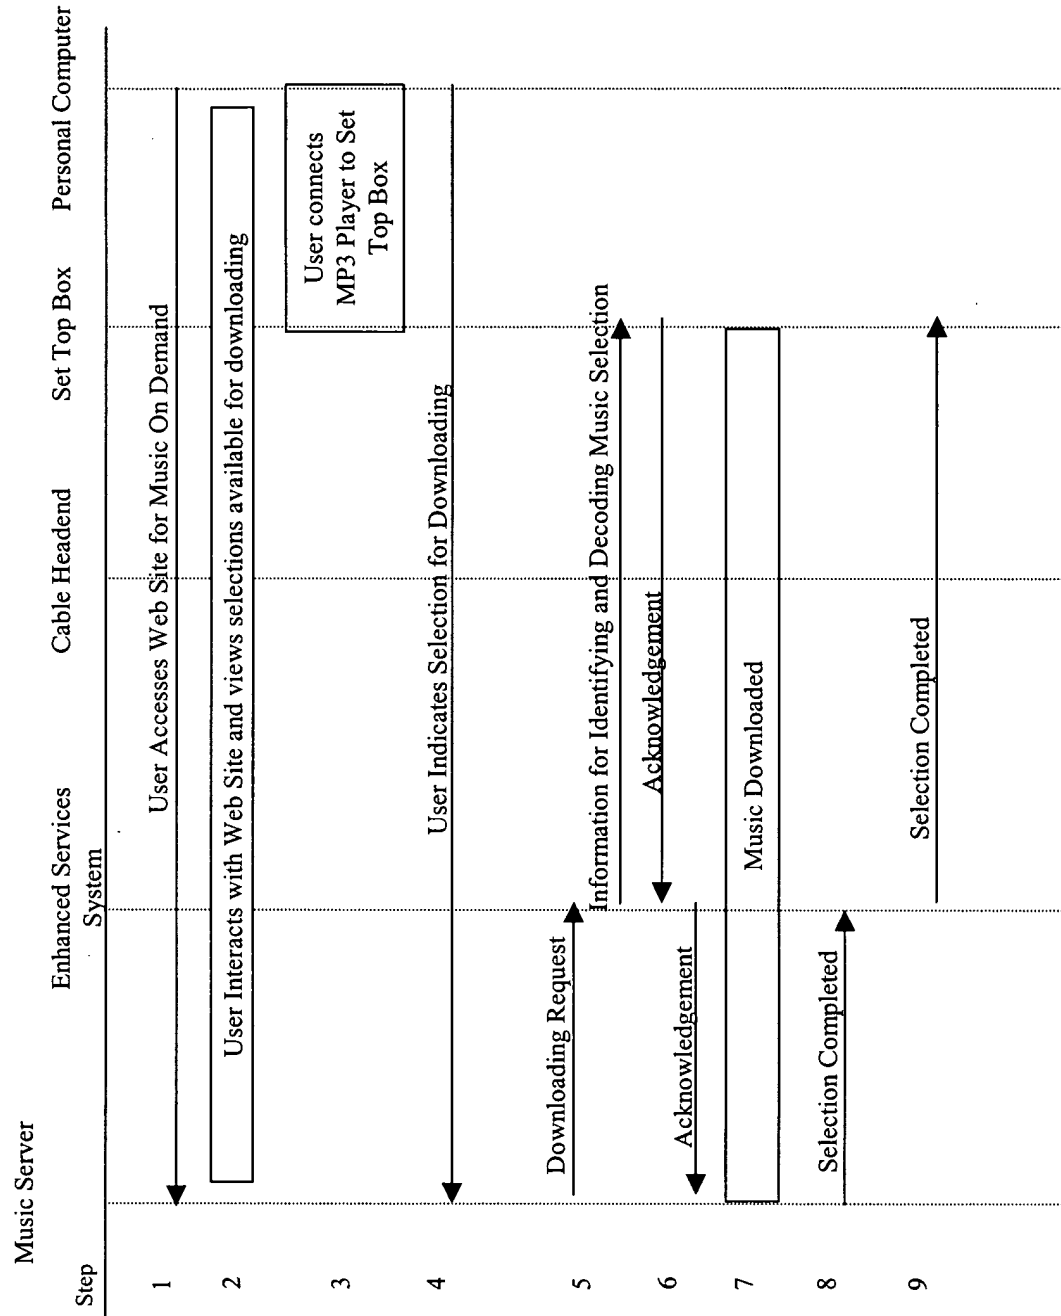 Music Server
Enhanced Services
System
Cable Headend
Set Top Box
Personal Computer
Step
1
User Accesses Web Site for Music On Demand
2
User Interacts with Web Site and views selections available for downloading
3
User connects
MP3 Player to Set
Top Box
4
User Indicates Selection for Downloading
5
Downloading Request
Information for Identifying and Decoding Music Selection
6
Acknowledgement
Acknowledgement
7
Music Downloaded
8
Selection Completed
9
Selection Completed